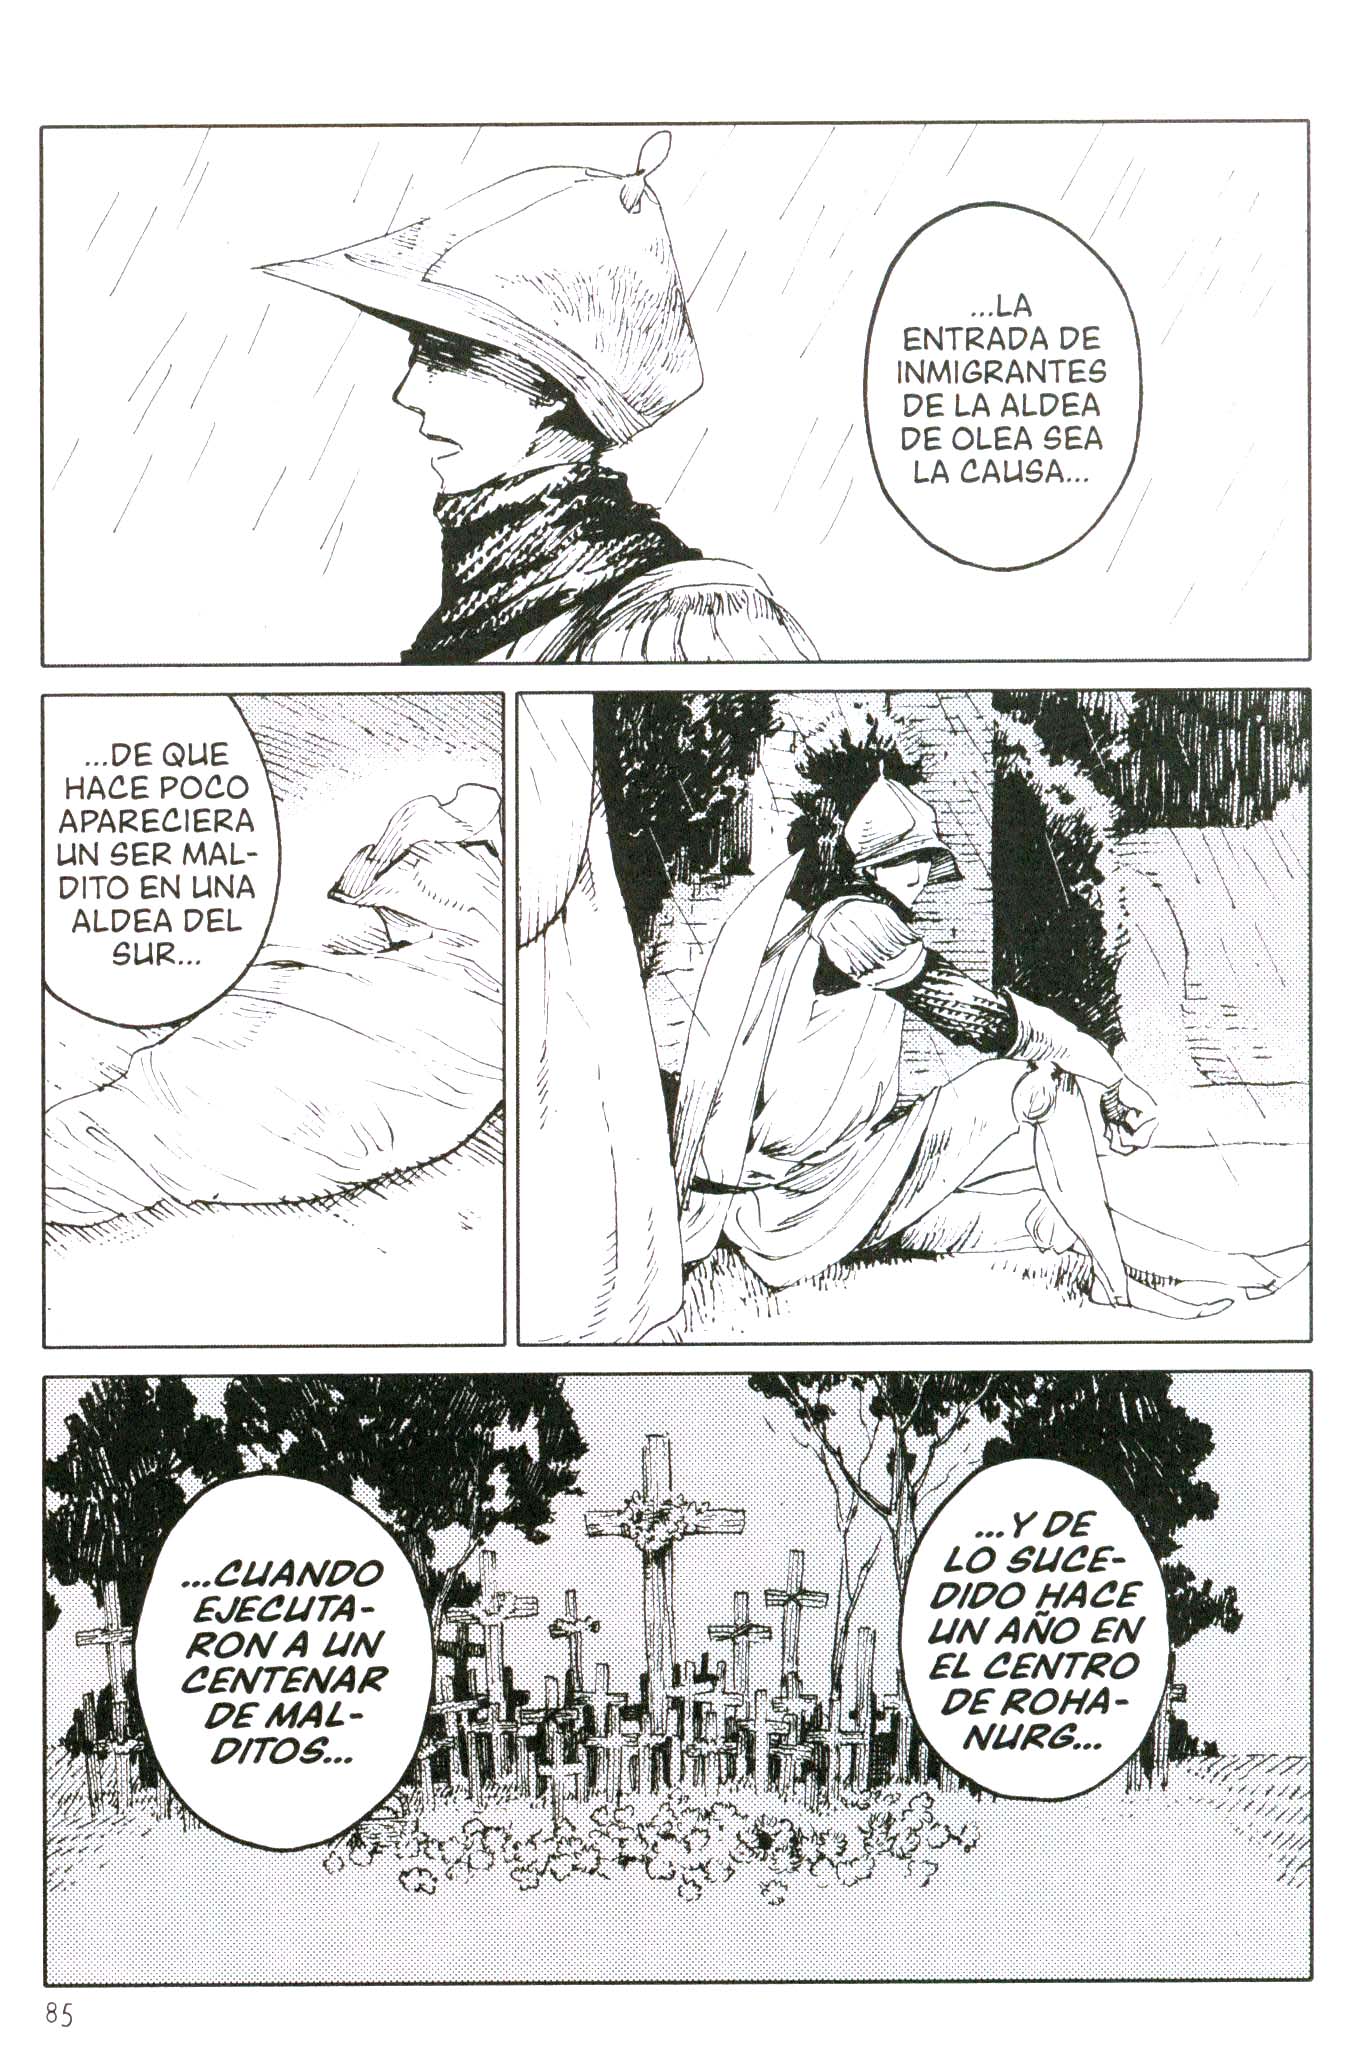 ...LA
ENTRADA DE
INMIGRANTES
DE LA ALDEA
DE OLEA SEA
LA CAUSA...
...DE QUE
HACE POCO
APARECIERA
UN SER MAL-
DITO EN UNA
ALDEA DEL
SUR...
...Y DE
LO SUCE-
DIDO HACE
UN AÑO EN
EL CENTRO
DE ROHA-
NURG...
...CUANDO
EJECUTA-
RON A UN
CENTENAR
DE MAL-
DITOS...
85